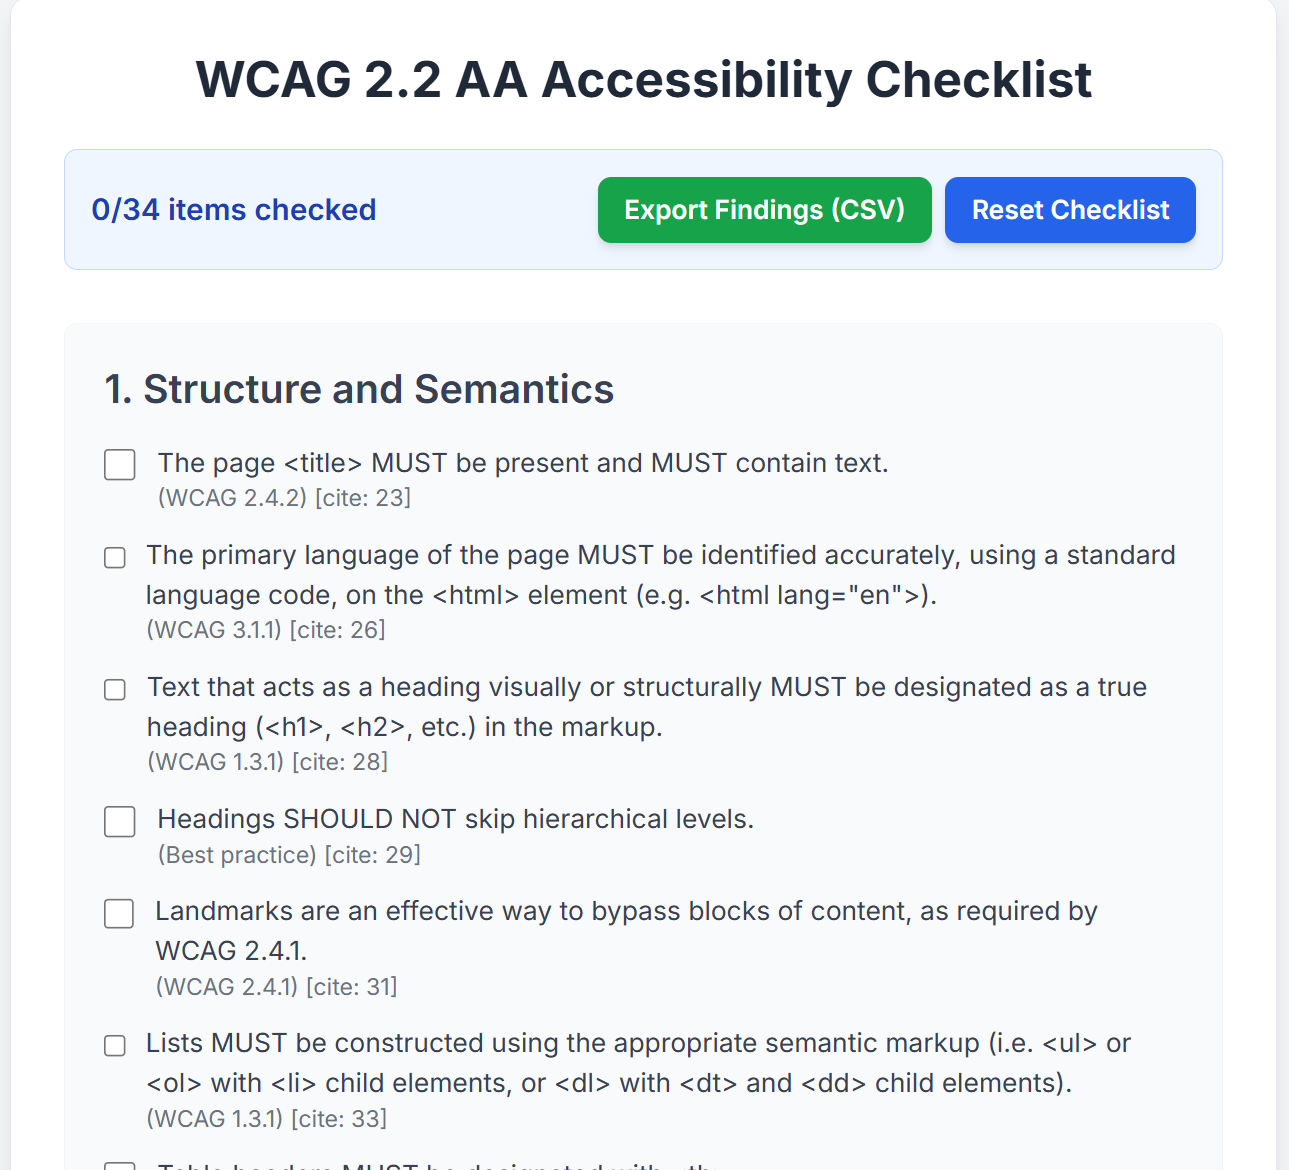 WCAG 2.2 AA Accessibility Checklist
0/34 items checked
Export Findings (CSV)
Reset Checklist
1. Structure and Semantics
The page <title> MUST be present and MUST contain text.
(WCAG 2.4.2) [cite: 23]
The primary language of the page MUST be identified accurately, using a standard
language code, on the <html> element (e.g. <html lang="en">).
(WCAG 3.1.1) [cite: 26]
Text that acts as a heading visually or structurally MUST be designated as a true
heading (<h1>, <h2>, etc.) in the markup.
(WCAG 1.3.1) [cite: 28]
Headings SHOULD NOT skip hierarchical levels.
(Best practice) [cite: 29]
Landmarks are an effective way to bypass blocks of content, as required by
WCAG 2.4.1.
(WCAG 2.4.1) [cite: 31]
Lists MUST be constructed using the appropriate semantic markup (i.e. <ul> or
<ol> with <li> child elements, or <dl> with <dt> and <dd> child elements).
(WCAG 1.3.1) [cite: 33]
Table headers MUST be designated with